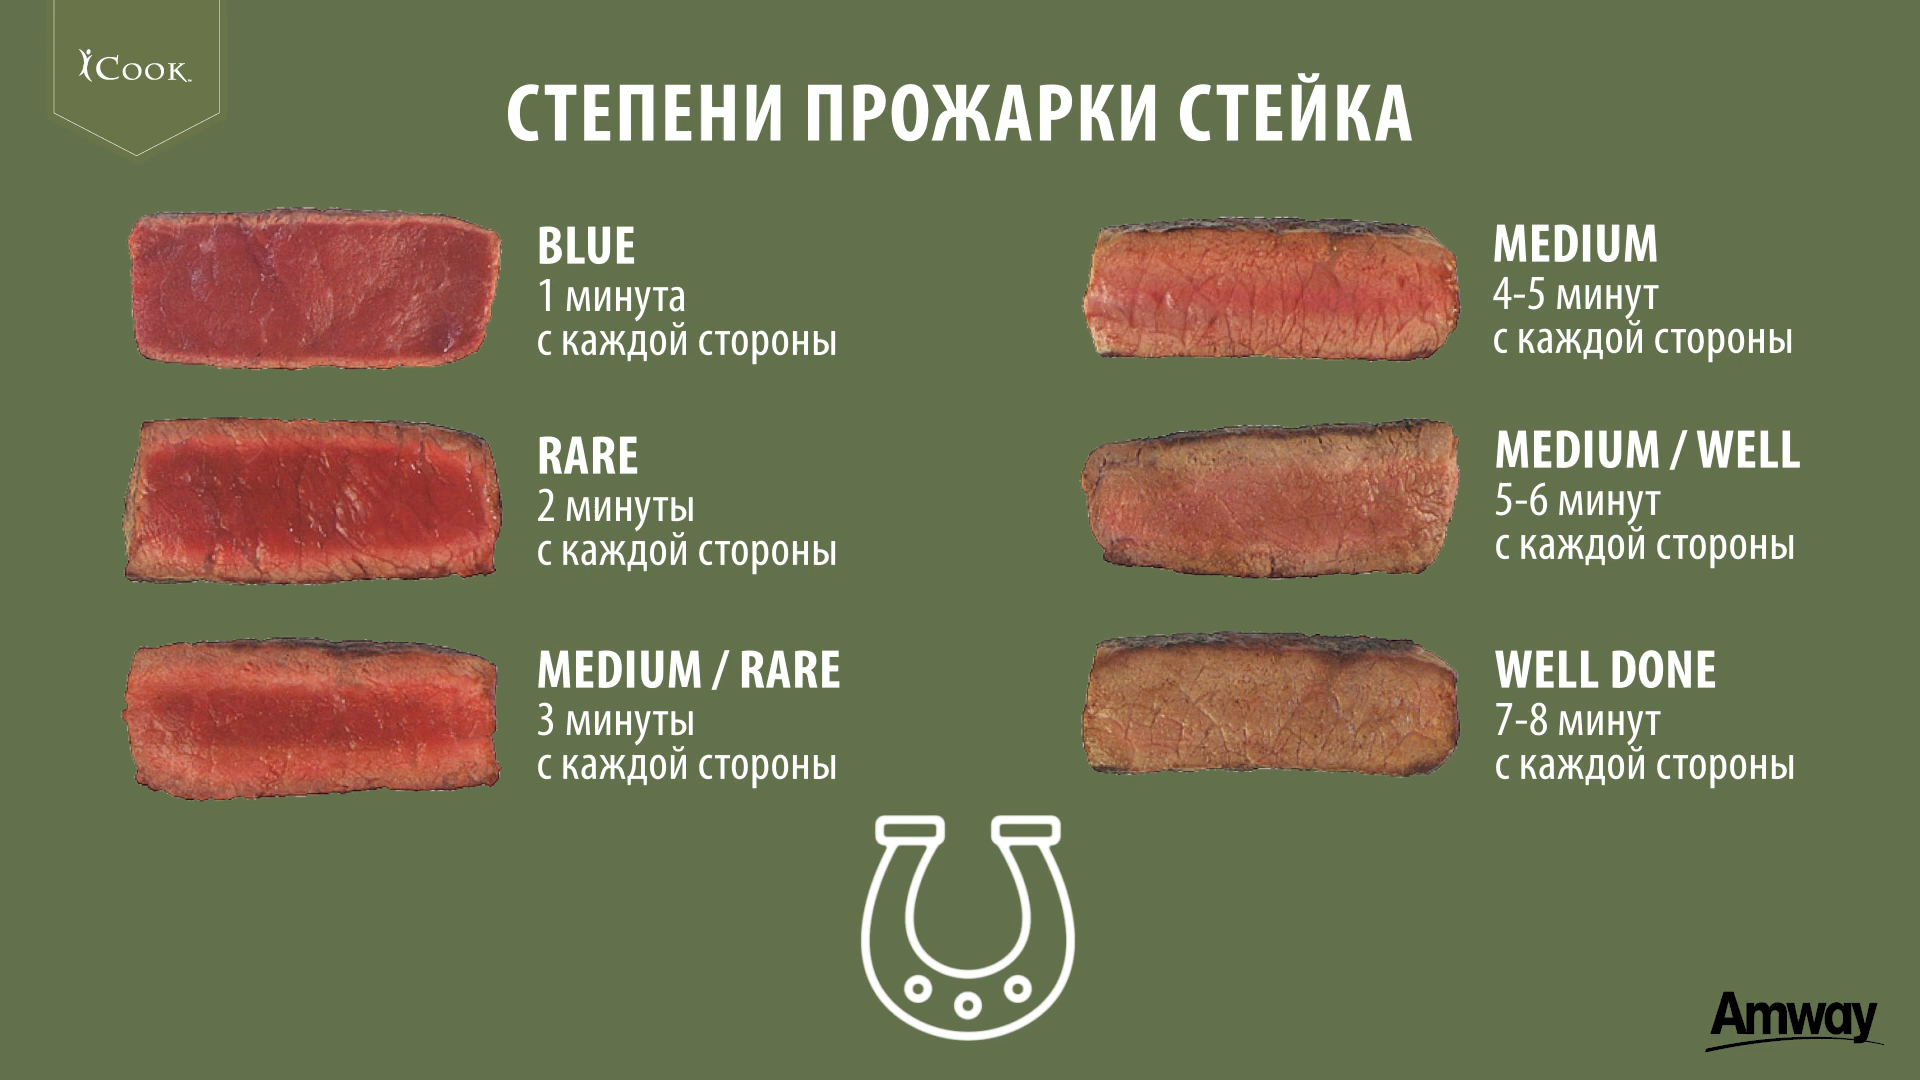 iCook™
СТЕПЕНИ ПРОЖАРКИ СТЕЙКА
BLUE
1 минута
с каждой стороны
RARE
2 минуты
с каждой стороны
MEDIUM / RARE
3 минуты
с каждой стороны
MEDIUM
4-5 минут
с каждой стороны
MEDIUM / WELL
5-6 минут
с каждой стороны
WELL DONE
7-8 минут
с каждой стороны
Amway